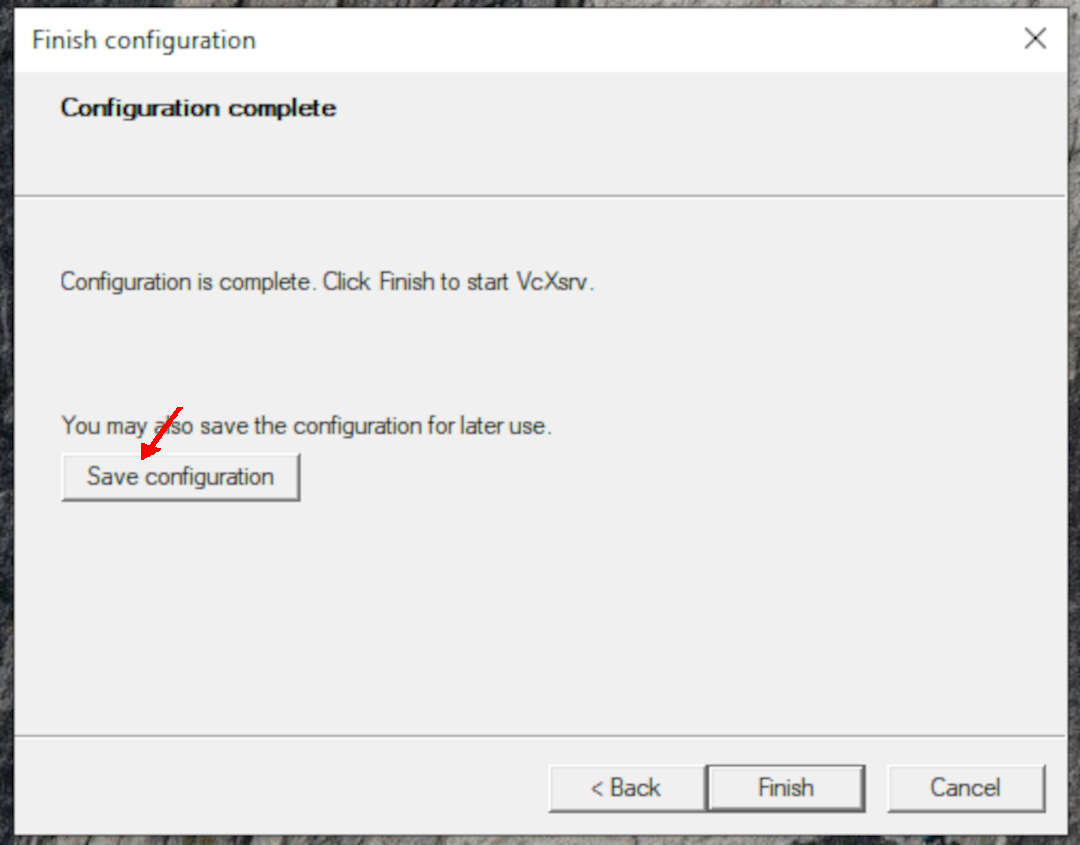 Finish configuration
Configuration complete
Configuration is complete. Click Finish to start VcXsrv.
You may also save the configuration for later use.
Save configuration
< Back
Finish
Cancel